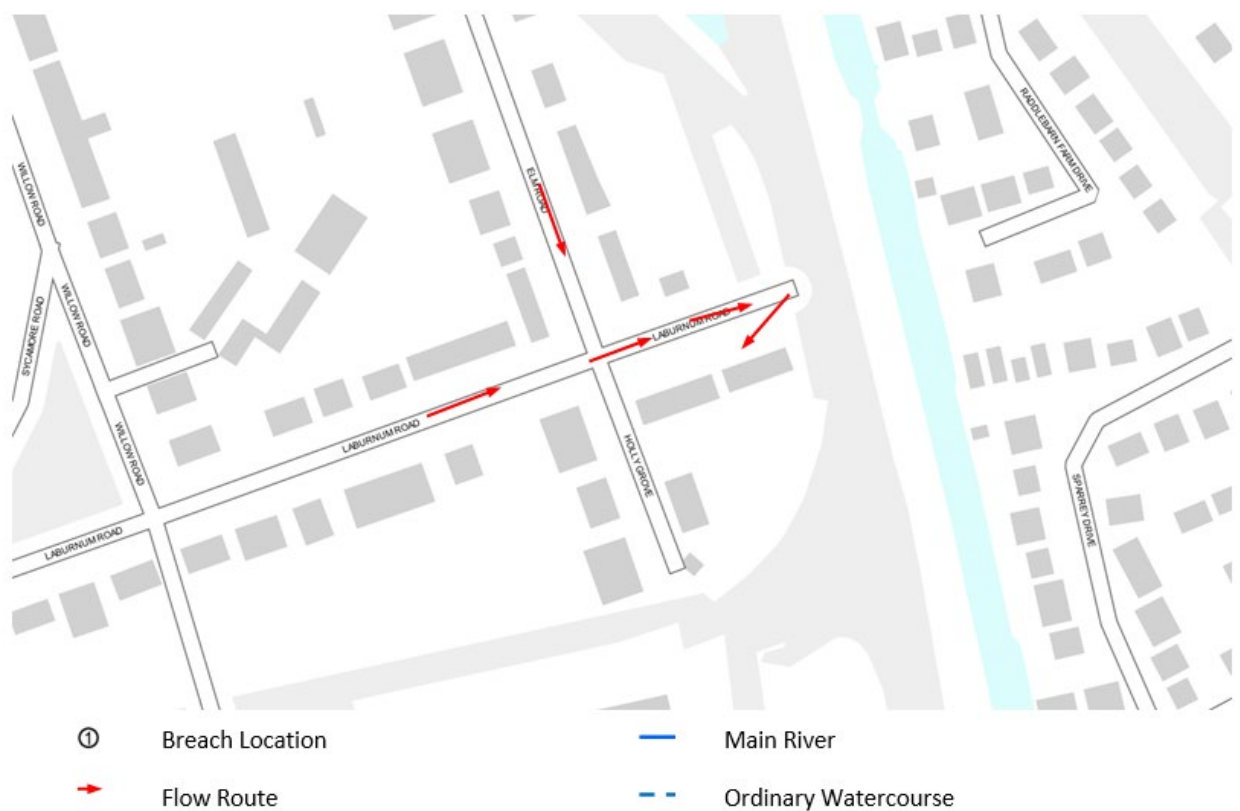 WILLOW ROAD
SYCAMORE ROAD
WILLOW ROAD
WILLOW ROAD
LABURNUM ROAD
ELM ROAD
LABURNUM ROAD
LABURNUM ROAD
HOLLY GROVE
RADDLEBARN FARM DRIVE
SPARREY DRIVE
1 Breach Location
Main River
Flow Route
Ordinary Watercourse